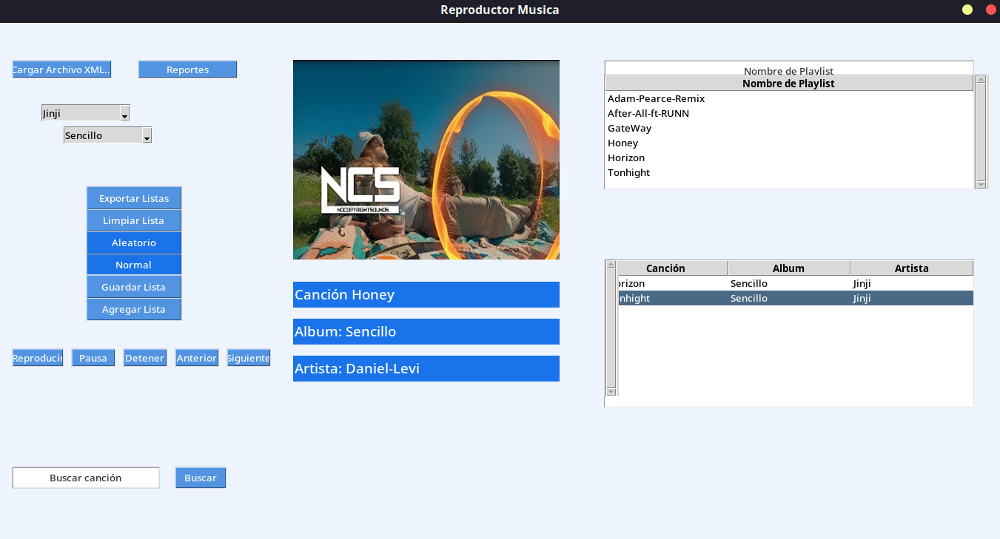 Reproductor Musica
Cargar Archivo XML..
Reportes
Jinji
Sencillo
Exportar Listas
Limpiar Lista
Aleatorio
Normal
Guardar Lista
Agregar Lista
Reproducir
Pausa
Detener
Anterior
Siguiente
Buscar canción
Buscar
NCS
NOCOPYRIGHTSOUNDS
Canción Honey
Album: Sencillo
Artista: Daniel-Levi
Nombre de Playlist
Nombre de Playlist
Adam-Pearce-Remix
After-All-ft-RUNN
GateWay
Honey
Horizon
Tonhight
Canción Album Artista
orizon Sencillo Jinji
onhight Sencillo Jinji